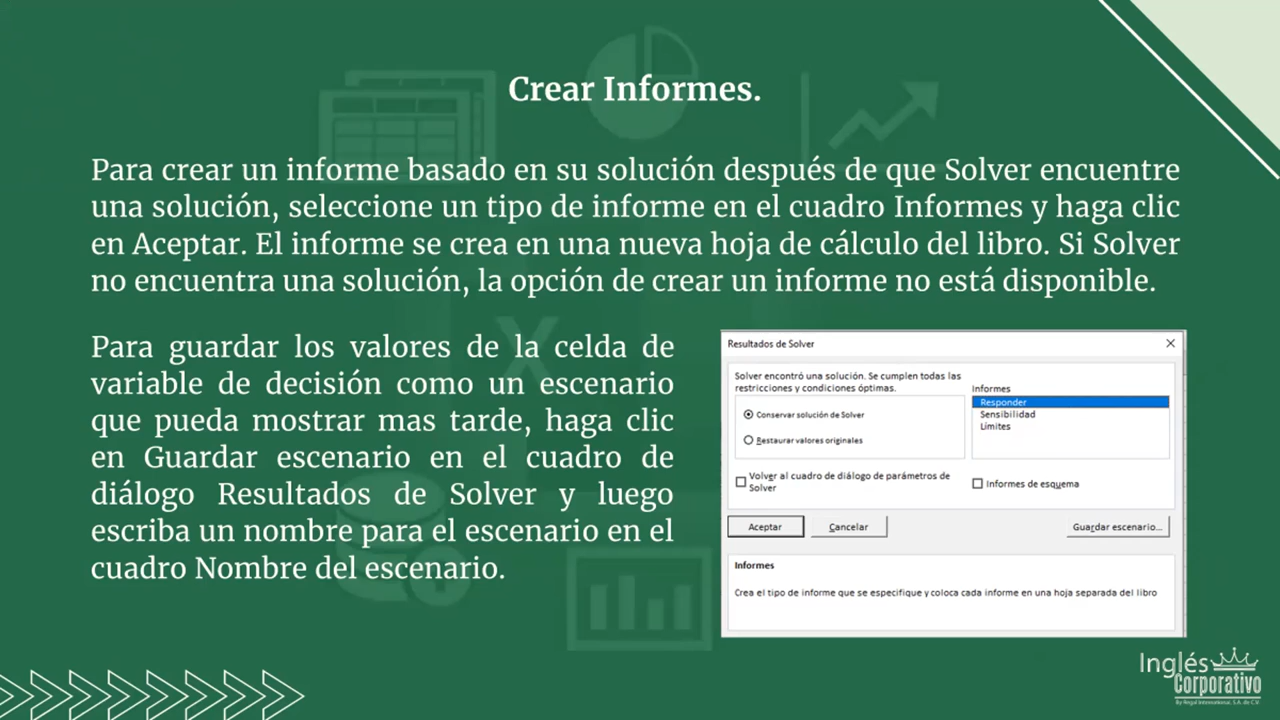 Crear Informes.
Para crear un informe basado en su solución después de que Solver encuentre
una solución, seleccione un tipo de informe en el cuadro Informes y haga clic
en Aceptar. El informe se crea en una nueva hoja de cálculo del libro. Si Solver
no encuentra una solución, la opción de crear un informe no está disponible.
Para guardar los valores de la celda de
variable de decisión como un escenario
que pueda mostrar mas tarde, haga clic
en Guardar escenario en el cuadro de
diálogo Resultados de Solver y luego
escriba un nombre para el escenario en el
cuadro Nombre del escenario.
Resultados de Solver
Solver encontró una solución. Se cumplen todas las
restricciones y condiciones óptimas.
Conservar solución de Solver
Restaurar valores originales
Informes
Responder
Sensibilidad
Límites
Volver al cuadro de diálogo de parámetros de
Solver
Informes de esquema
Aceptar
Cancelar
Guardar escenario...
Informes
Crea el tipo de informe que se especifique y coloca cada informe en una hoja separada del libro
X
Inglés
Corporativo
By Regal International, S.A. de C.V.